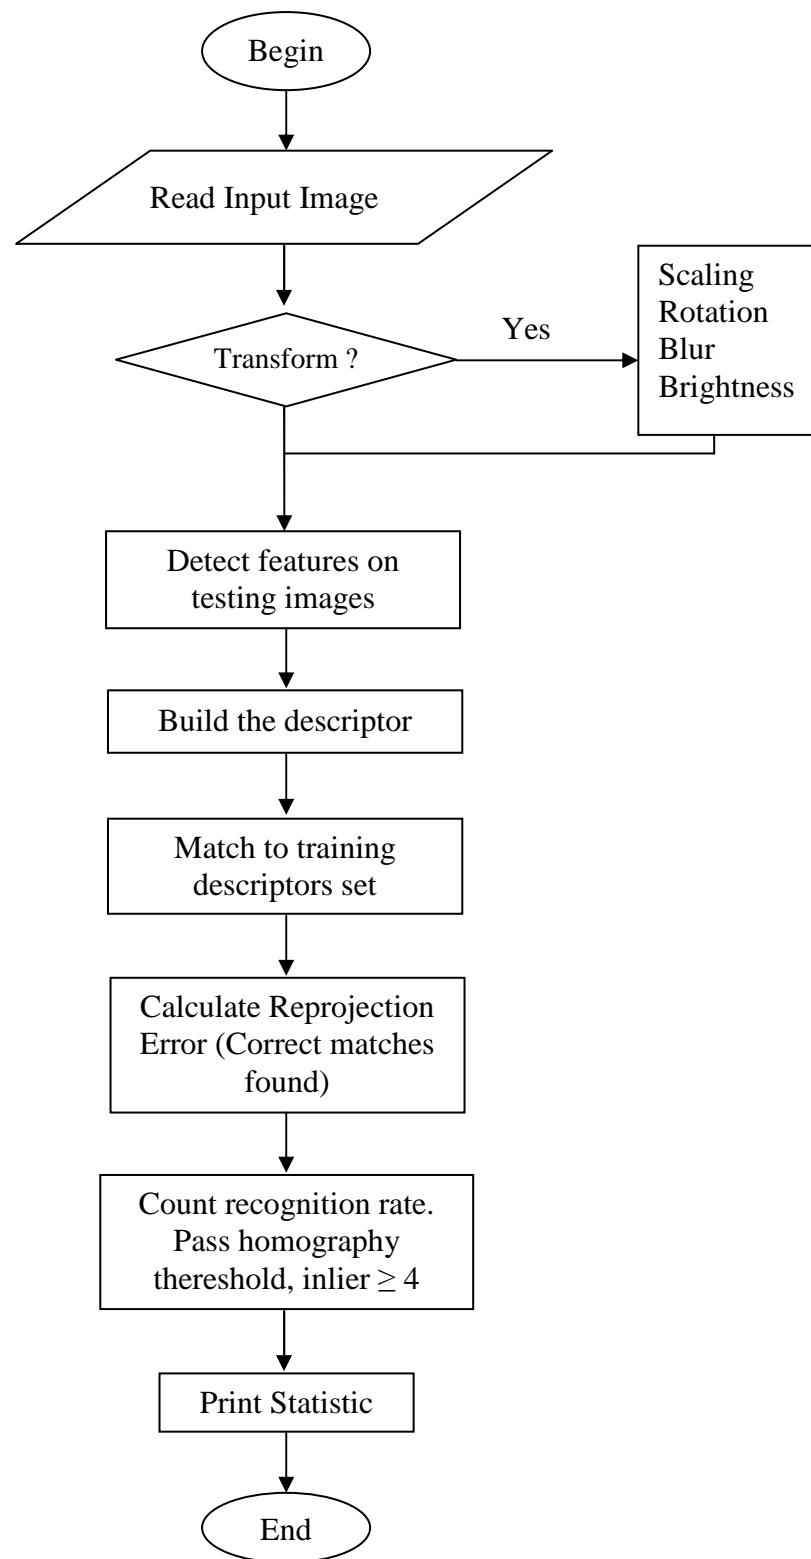 Begin
Read Input Image
Transform ?
Yes
Scaling
Rotation
Blur
Brightness
Detect features on
testing images
Build the descriptor
Match to training
descriptors set
Calculate Reprojection
Error (Correct matches
found)
Count recognition rate.
Pass homography
thereshold, inlier ≥ 4
Print Statistic
End